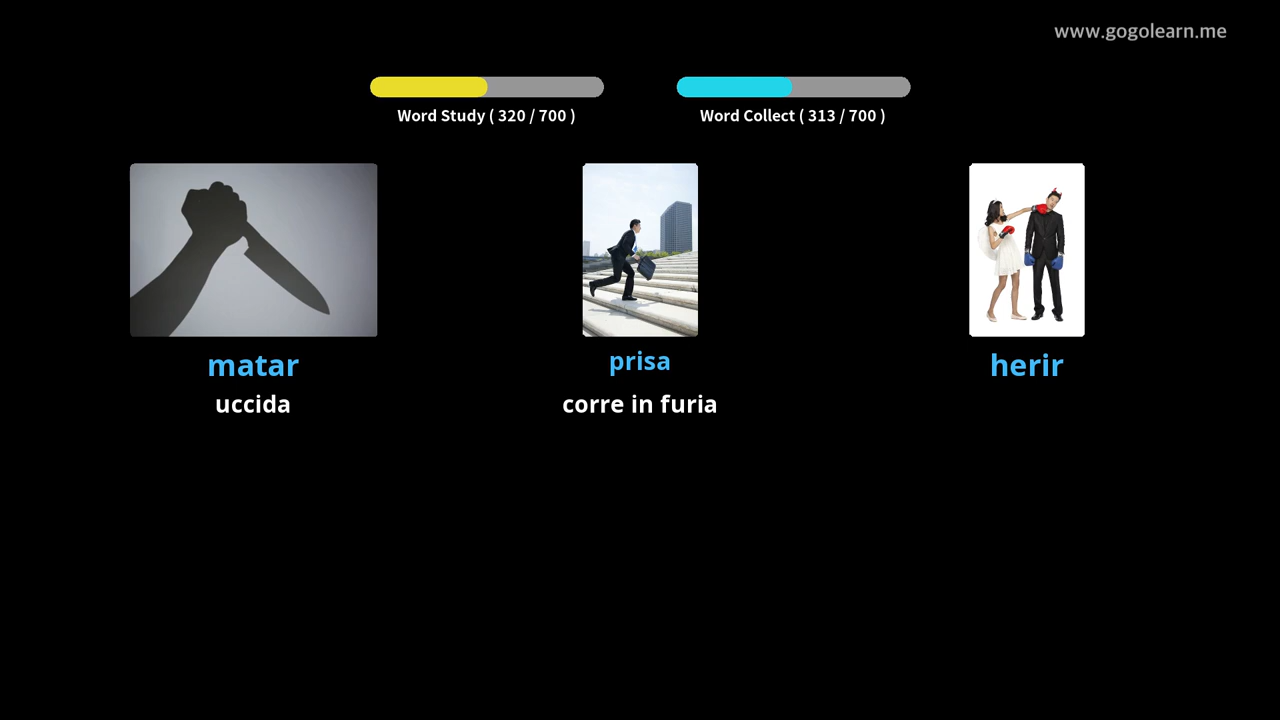 www.gogolearn.me
Word Study ( 320 / 700 )
Word Collect ( 313 / 700 )
matar
prisa
herir
uccida
corre in furia